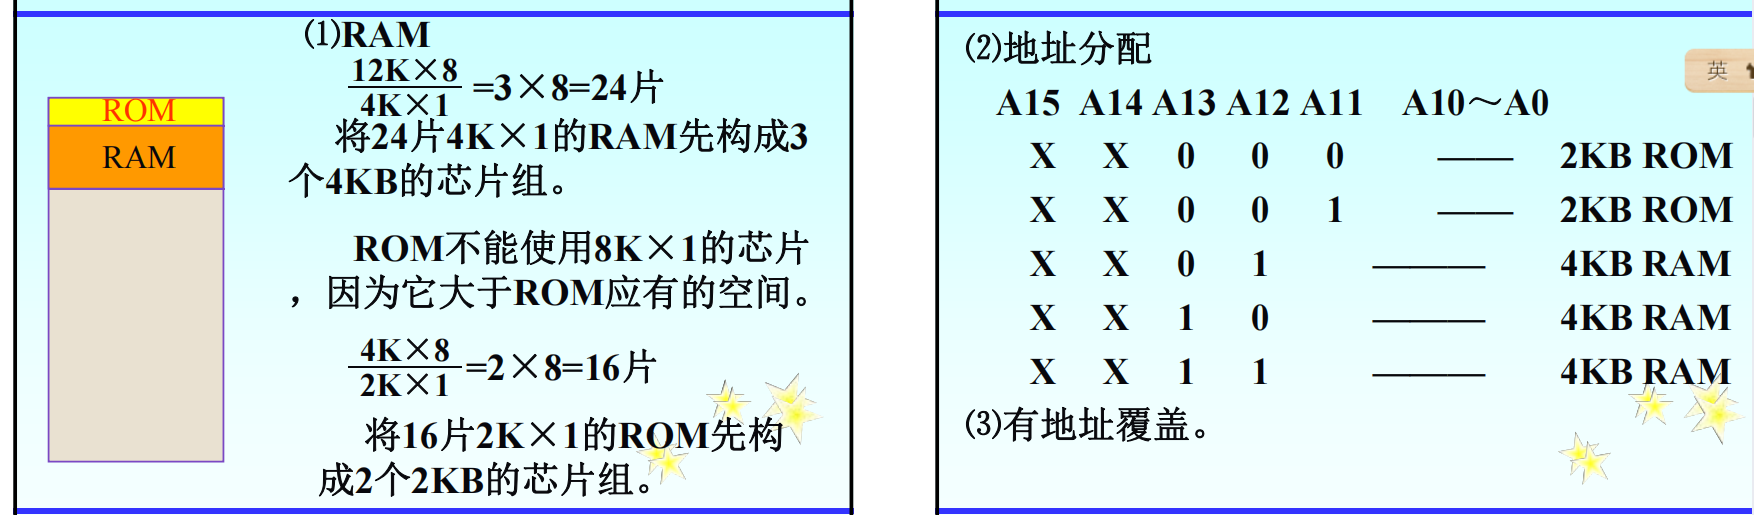 ⑴RAM
12K×8
4K×1
=3×8=24片
将24片4K×1的RAM先构成3
个4KB的芯片组。
ROM
RAM
ROM不能使用8K×1的芯片
，因为它大于ROM应有的空间。
4K×8
2K×1
=2×8=16片
将16片2K×1的ROM先构
成2个2KB的芯片组。
⑵地址分配
A15 A14 A13 A12 A11 A10～A0
X X 0 0 0 —— 2KB ROM
X X 0 0 1 —— 2KB ROM
X X 0 1 ——— 4KB RAM
X X 1 0 ——— 4KB RAM
X X 1 1 ——— 4KB RAM
⑶有地址覆盖。
英